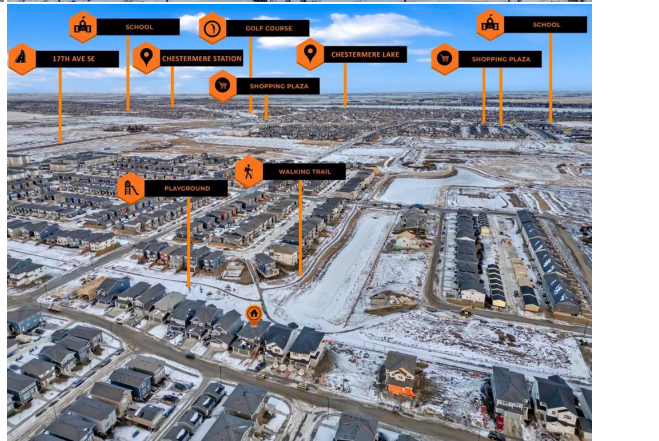 SCHOOL
GOLF COURSE
SCHOOL
17TH AVE SE
CHESTERMERE STATION
CHESTERMERE LAKE
SHOPPING PLAZA
SHOPPING PLAZA
WALKING TRAIL
PLAYGROUND